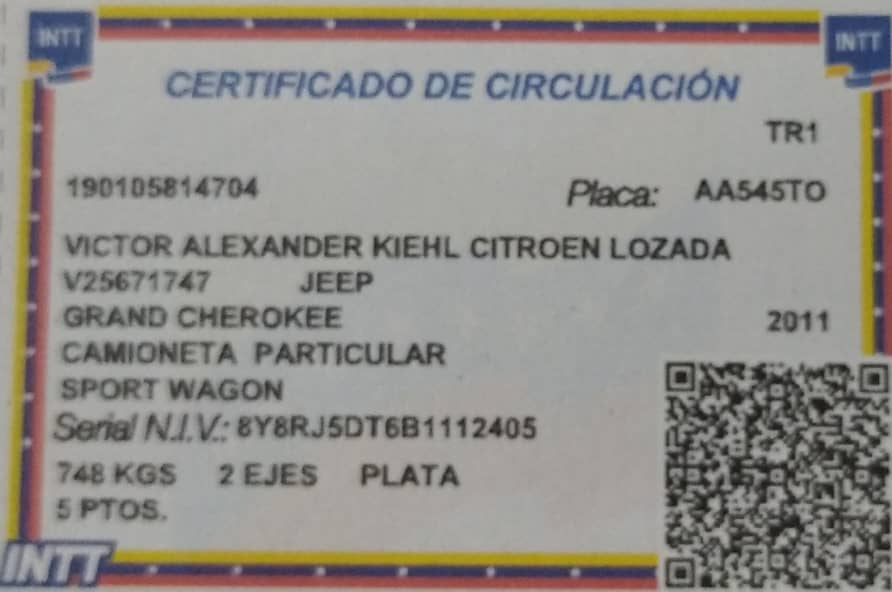 INTT INTT
CERTIFICADO DE CIRCULACIÓN
TR1
190105814704 Placa: AA545TO
VICTOR ALEXANDER KIEHL CITROEN LOZADA
V25671747 JEEP
GRAND CHEROKEE 2011
CAMIONETA PARTICULAR
SPORT WAGON
Serial N.I.V.: 8Y8RJ5DT6B1112405
748 KGS 2 EJES PLATA
5 PTOS.
INTT